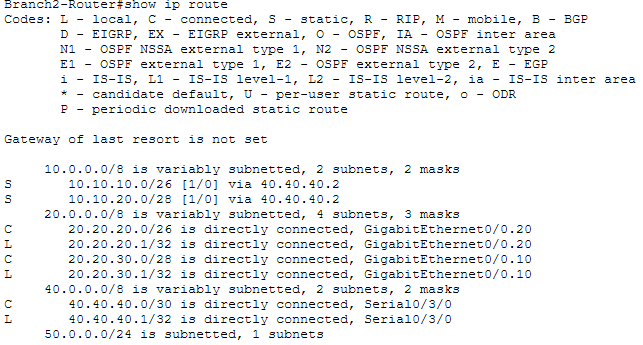 Branch2-Router#show ip route
Codes: L - local, C - connected, S - static, R - RIP, M - mobile, B - BGP
D - EIGRP, EX - EIGRP external, O - OSPF, IA - OSPF inter area
N1 - OSPF NSSA external type 1, N2 - OSPF NSSA external type 2
E1 - OSPF external type 1, E2 - OSPF external type 2, E - EGP
i - IS-IS, L1 - IS-IS level-1, L2 - IS-IS level-2, ia - IS-IS inter area
* - candidate default, U - per-user static route, o - ODR
P - periodic downloaded static route
Gateway of last resort is not set
10.0.0.0/8 is variably subnetted, 2 subnets, 2 masks
S 10.10.10.0/26 [1/0] via 40.40.40.2
S 10.10.20.0/28 [1/0] via 40.40.40.2
20.0.0.0/8 is variably subnetted, 4 subnets, 3 masks
C 20.20.20.0/26 is directly connected, GigabitEthernet0/0.20
L 20.20.20.1/32 is directly connected, GigabitEthernet0/0.20
C 20.20.30.0/28 is directly connected, GigabitEthernet0/0.10
L 20.20.30.1/32 is directly connected, GigabitEthernet0/0.10
40.0.0.0/8 is variably subnetted, 2 subnets, 2 masks
C 40.40.40.0/30 is directly connected, Serial0/3/0
L 40.40.40.1/32 is directly connected, Serial0/3/0
50.0.0.0/24 is subnetted, 1 subnets